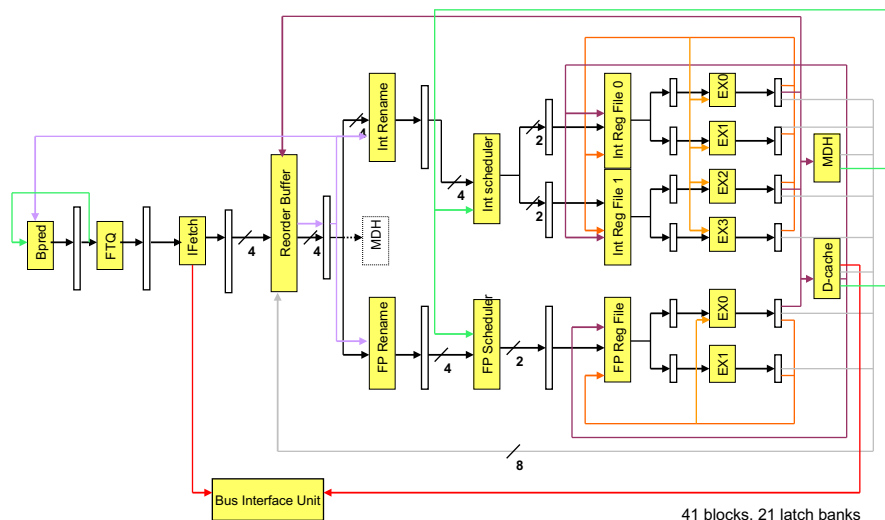 Bpred
FTQ
IFetch
4
Reorder Buffer
4
MDH
4
Int Rename
4
Int scheduler
2
2
Int Reg File 0
Int Reg File 1
EX0
EX1
EX2
EX3
MDH
D-cache
FP Rename
4
FP Scheduler
2
FP Reg File
EX0
EX1
8
Bus Interface Unit
41 blocks, 21 latch banks